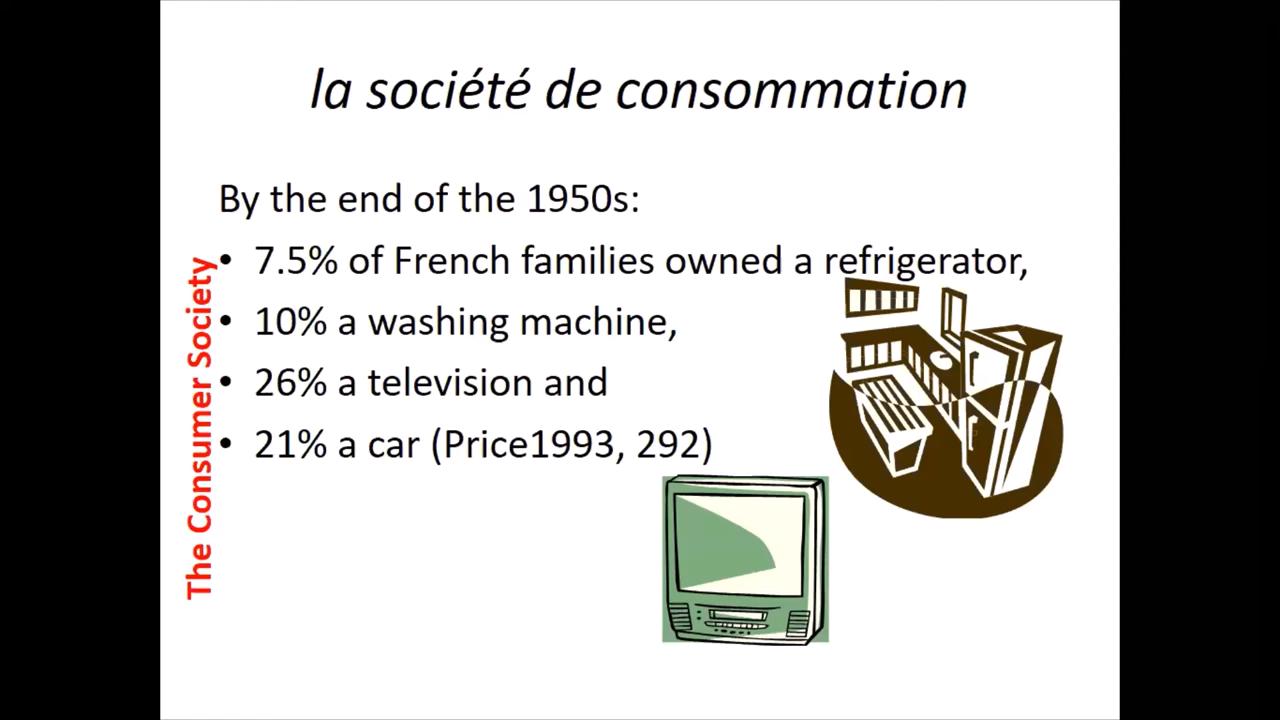 la société de consommation
By the end of the 1950s:
• 7.5% of French families owned a refrigerator,
• 10% a washing machine,
• 26% a television and
• 21% a car (Price1993, 292)
The Consumer Society